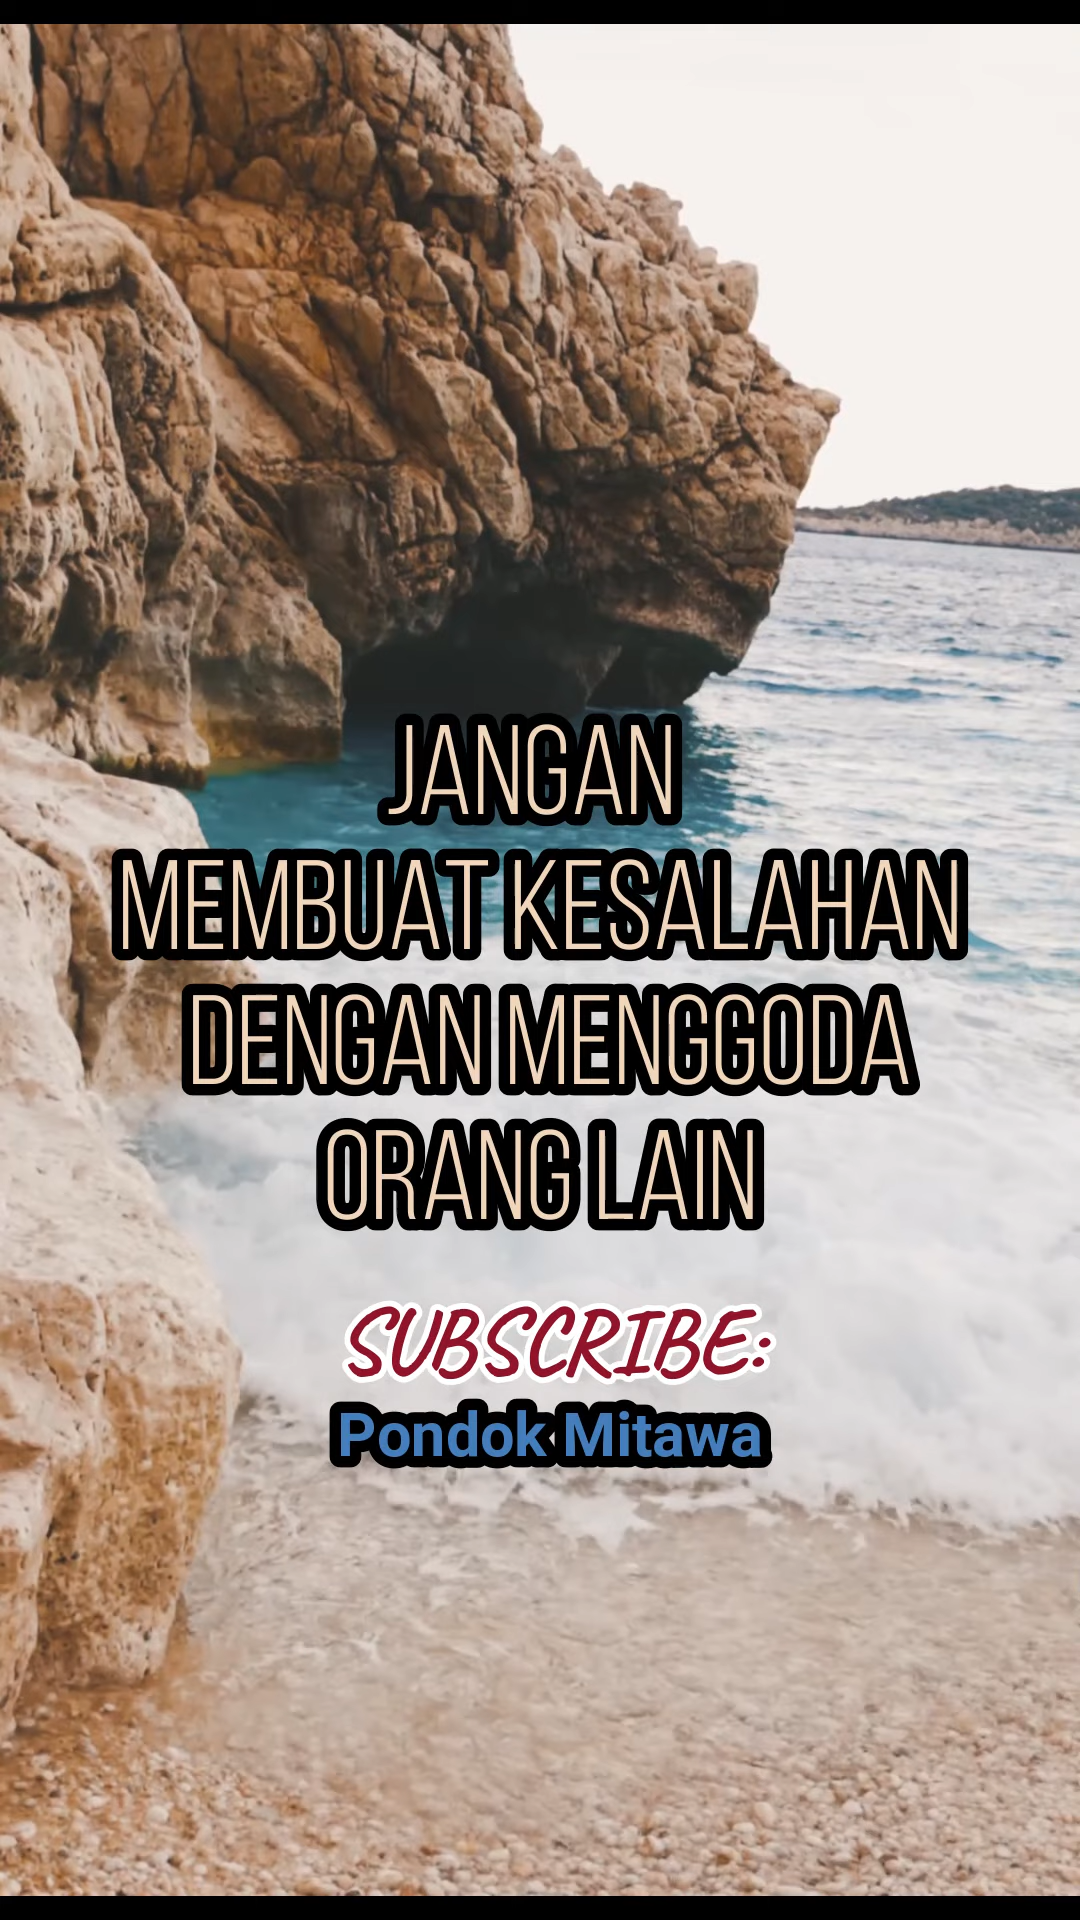 JANGAN
MEMBUAT KESALAHAN
DENGAN MENGGODA
ORANG LAIN
SUBSCRIBE:
Pondok Mitawa